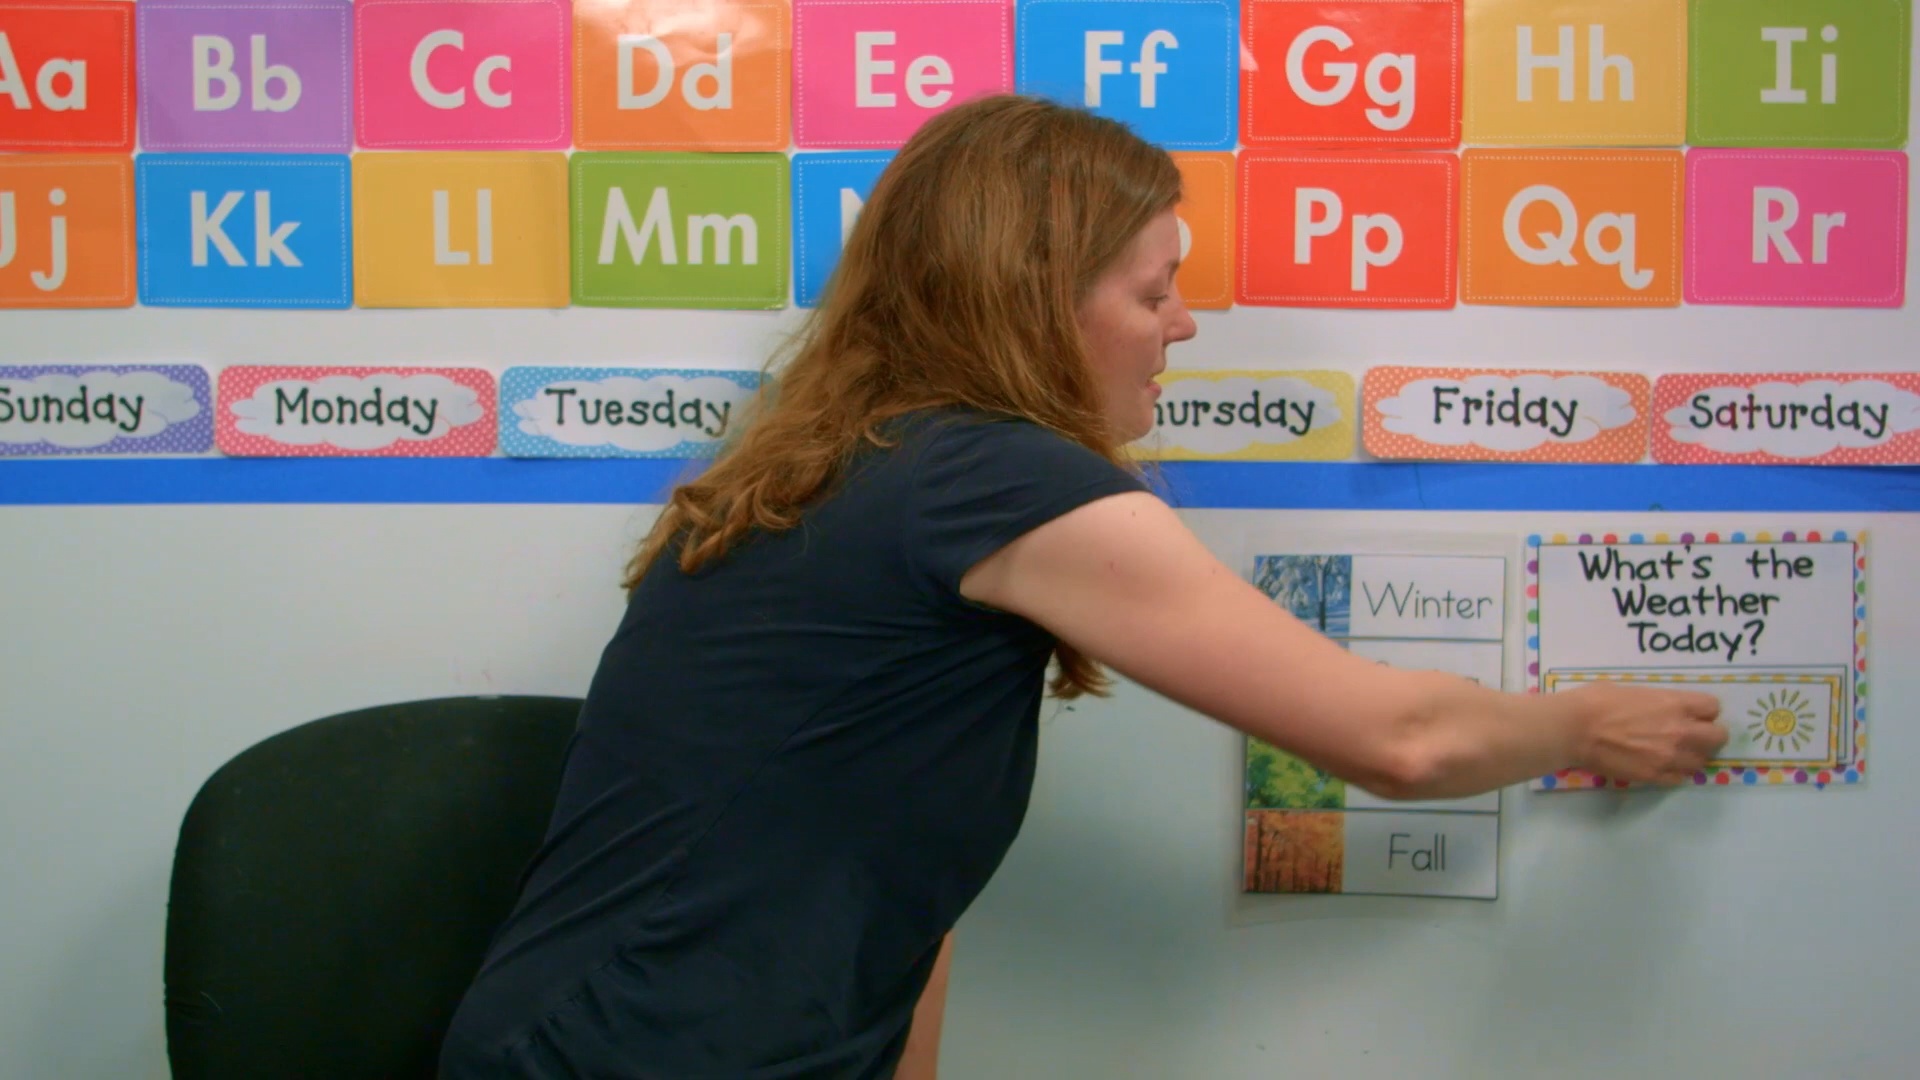 Aa Bb Cc Dd Ee Ff Gg Hh Ii
Jj Kk Ll Mm Pp Qq Rr
Sunday Monday Tuesday Friday Saturday
Winter
Fall
What's the
Weather
Today?